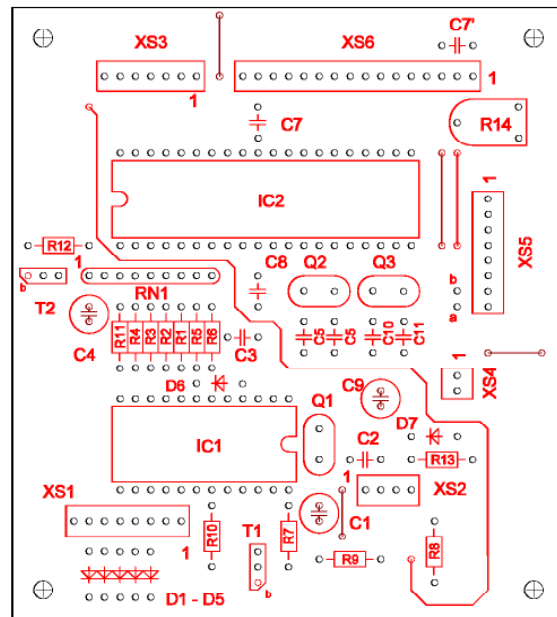 C7'
XS3
XS6
1
1
C7
R14
IC2
1
XS5
R12
1
b
T2
RN1
C8
Q2
Q3
b
a
C4
R11
R4
R3
R2
R1
R5
R6
C3
C5
C5
C10
C11
D6
Q1
C9
1
XS4
D7
IC1
C2
R13
XS1
1
XS2
1
R10
T1
R7
C1
R9
R8
b
D1 - D5